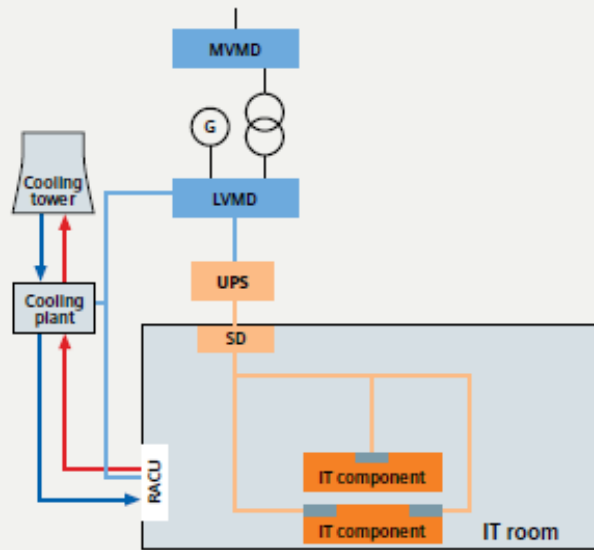 MVMD
G
Cooling
tower
LVMD
UPS
Cooling
plant
SD
RACU
IT component
IT component
IT room